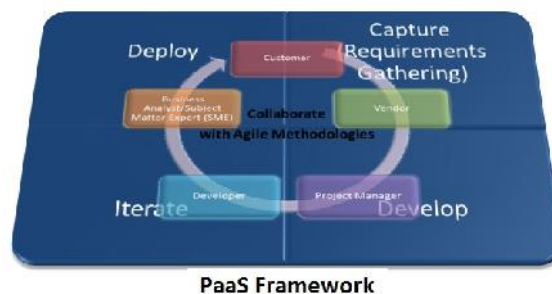 Deploy
Capture
(Requirements
Gathering)
Customer
Business
Analyst/Subject
Matter Expert (SME)
Vendor
Collaborate
with Agile Methodologies
Developer
Project Manager
Iterate
Develop
PaaS Framework